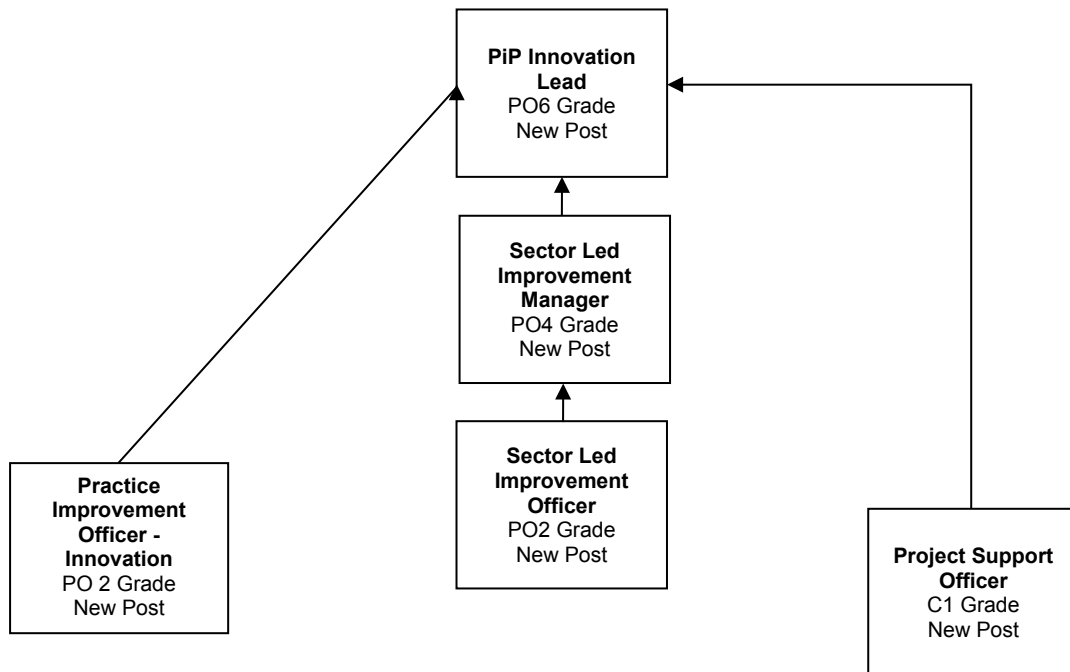 PiP Innovation
Lead
PO6 Grade
New Post
Sector Led
Improvement
Manager
PO4 Grade
New Post
Sector Led
Improvement
Officer
PO2 Grade
New Post
Practice
Improvement
Officer -
Innovation
PO 2 Grade
New Post
Project Support
Officer
C1 Grade
New Post